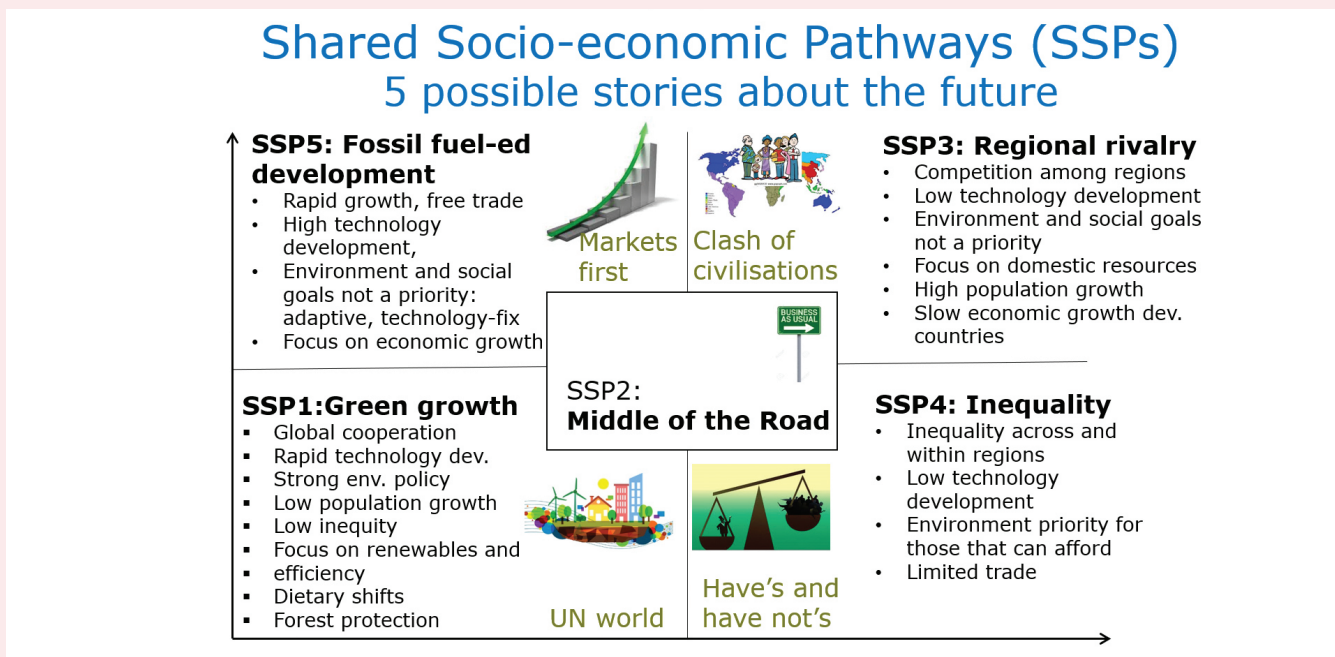 Shared Socio-economic Pathways (SSPs)
5 possible stories about the future
SSP5: Fossil fuel-ed
development
• Rapid growth, free trade
• High technology
development,
• Environment and social
goals not a priority:
adaptive, technology-fix
• Focus on economic growth
Markets
first
Clash of
civilisations
SSP3: Regional rivalry
• Competition among regions
• Low technology development
• Environment and social goals
not a priority
• Focus on domestic resources
• High population growth
• Slow economic growth dev.
countries
BUSINESS
AS USUAL
SSP2:
Middle of the Road
SSP1:Green growth
▪ Global cooperation
▪ Rapid technology dev.
▪ Strong env. policy
▪ Low population growth
▪ Low inequity
▪ Focus on renewables and
▪ efficiency
▪ Dietary shifts
▪ Forest protection
UN world
Have's and
have not's
SSP4: Inequality
• Inequality across and
within regions
• Low technology
development
• Environment priority for
those that can afford
• Limited trade